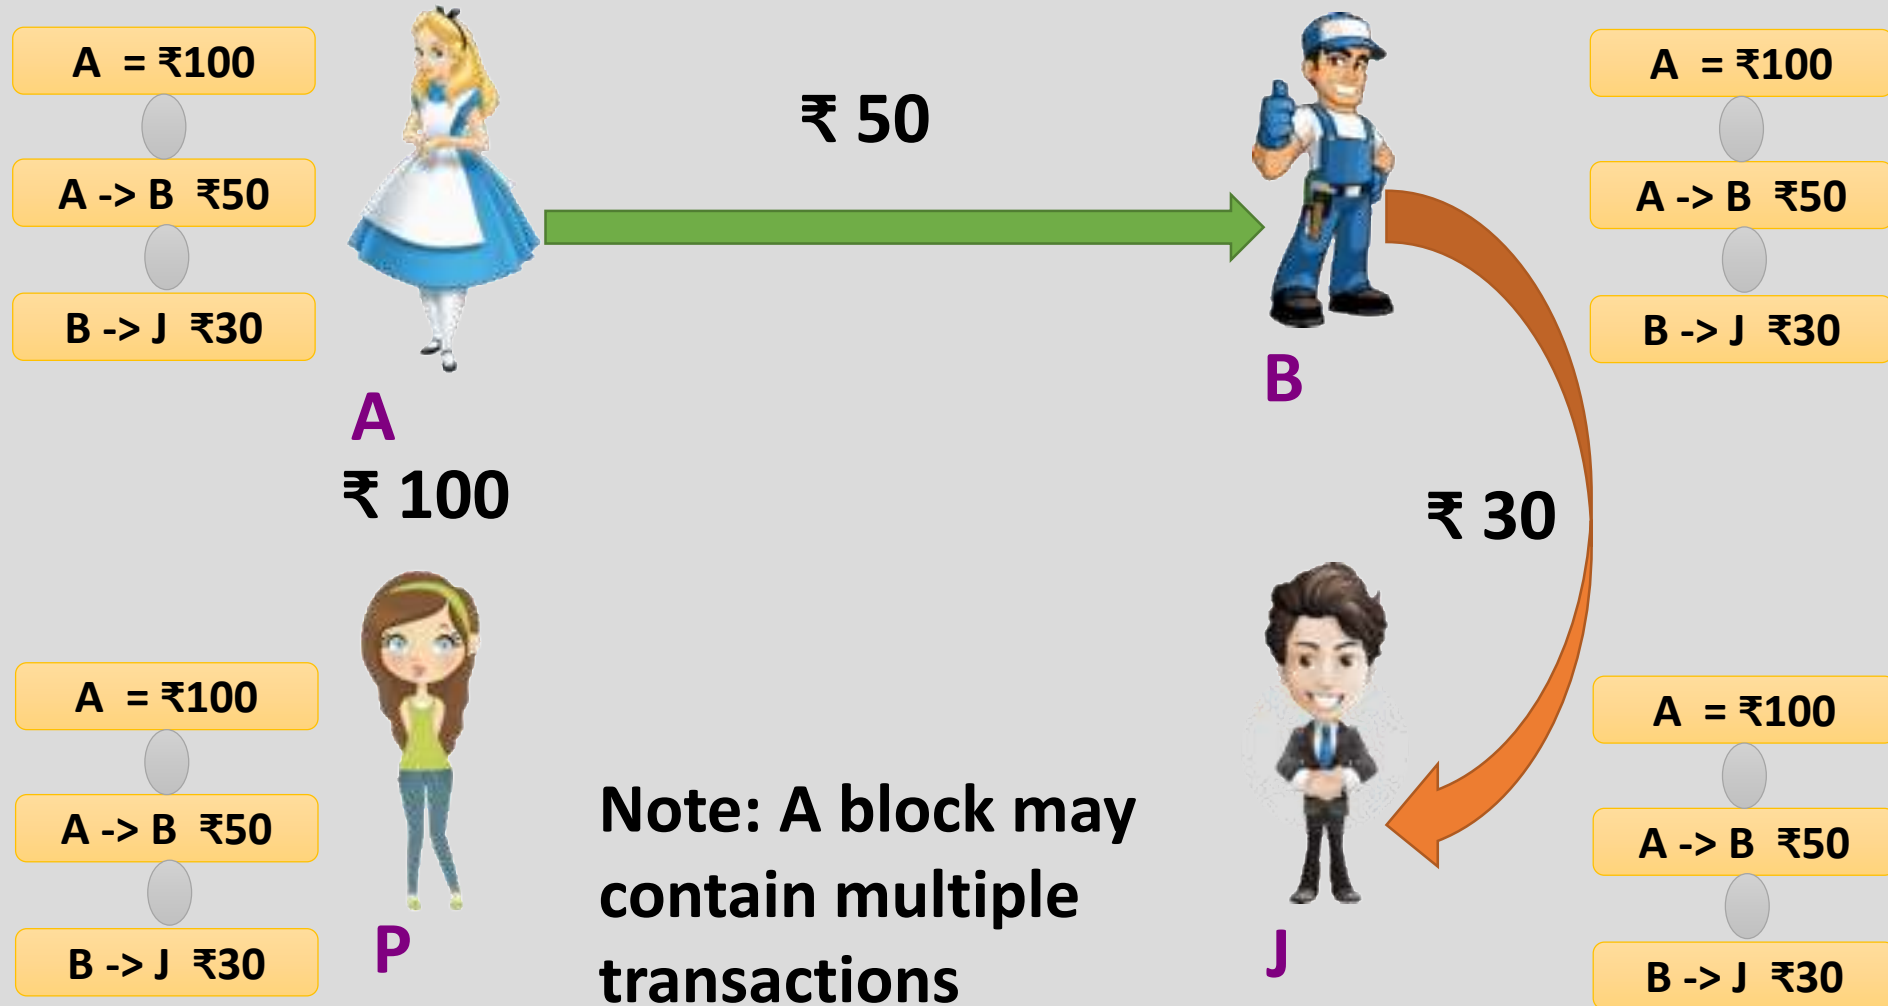 A = ₹100
A -> B ₹50
B -> J ₹30
₹ 50
A = ₹100
A -> B ₹50
B -> J ₹30
A
₹ 100
B
₹ 30
A = ₹100
A -> B ₹50
B -> J ₹30
P
Note: A block may
contain multiple
transactions
J
A = ₹100
A -> B ₹50
B -> J ₹30